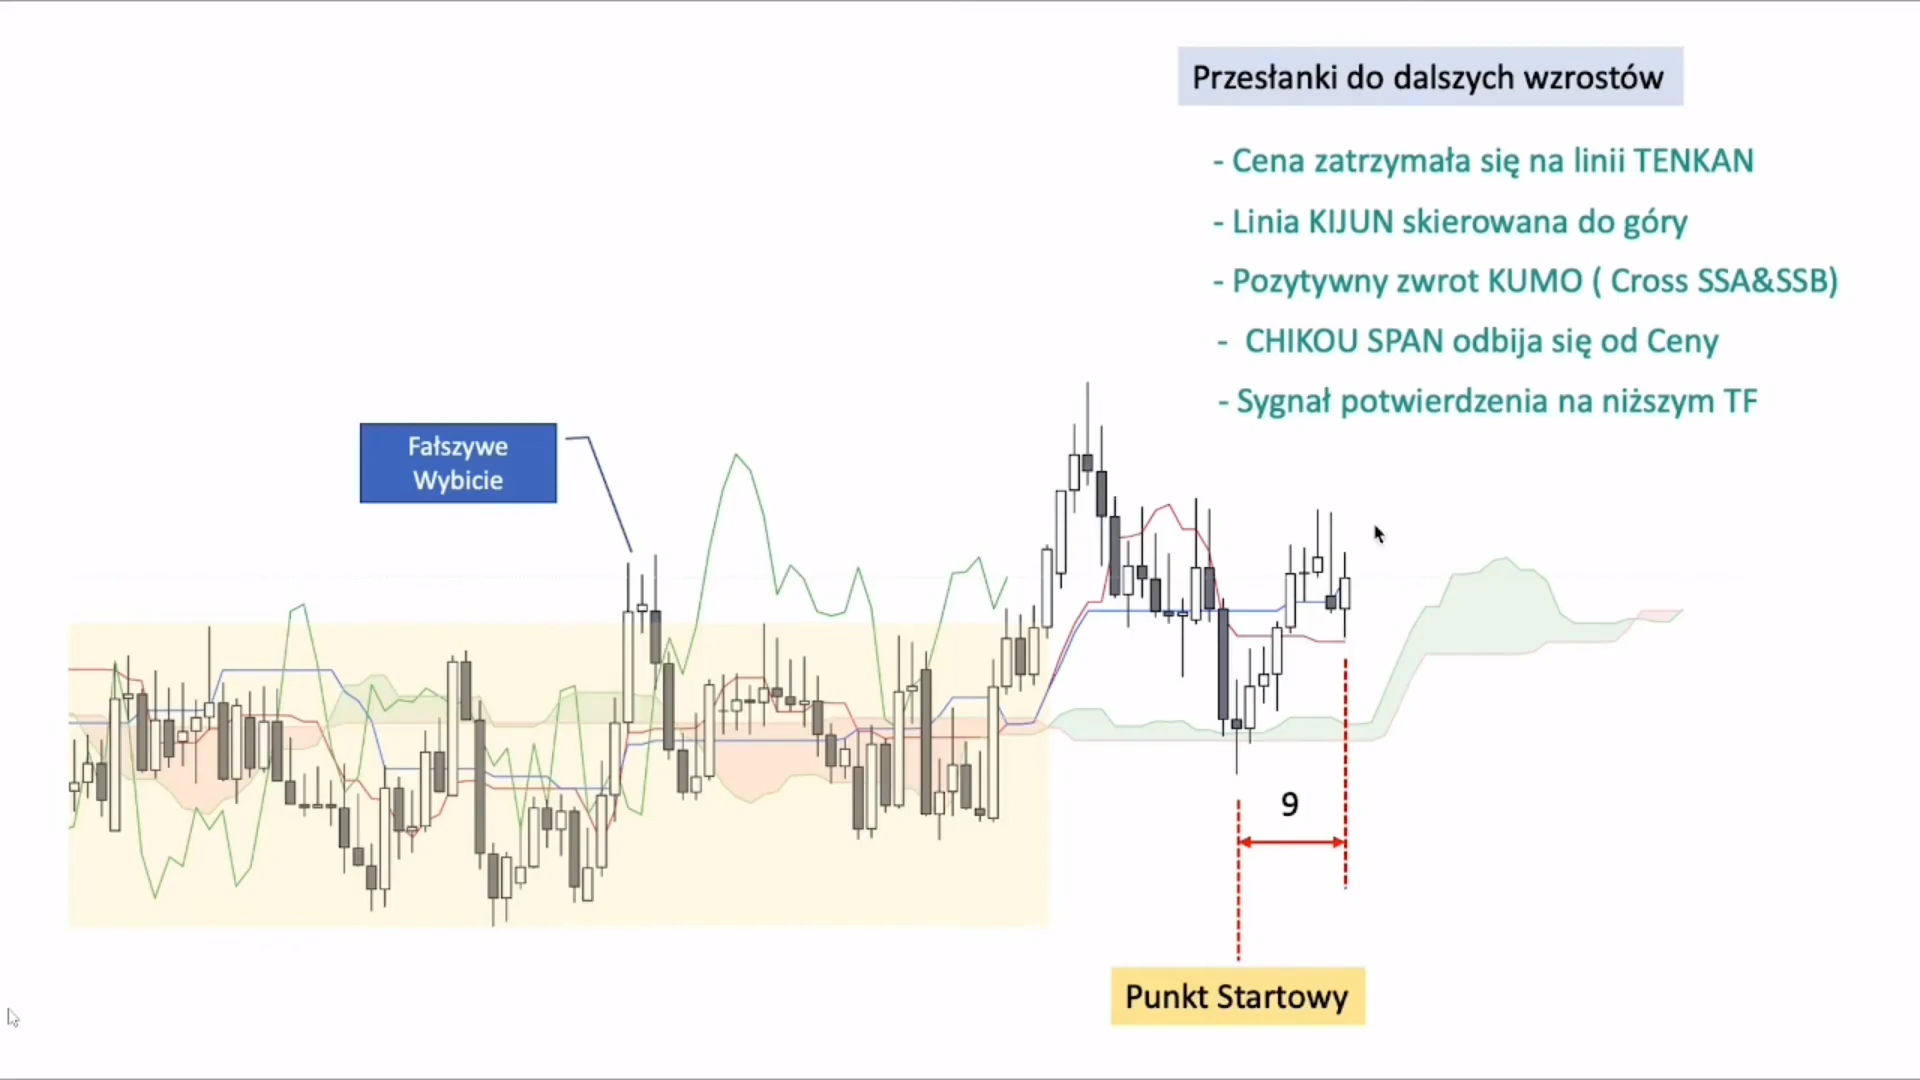 Przesłanki do dalszych wzrostów
- Cena zatrzymała się na linii TENKAN
- Linia KIJUN skierowana do góry
- Pozytywny zwrot KUMO ( Cross SSA&SSB)
- CHIKOU SPAN odbija się od Ceny
- Sygnał potwierdzenia na niższym TF
Fałszywe
Wybicie
9
Punkt Startowy